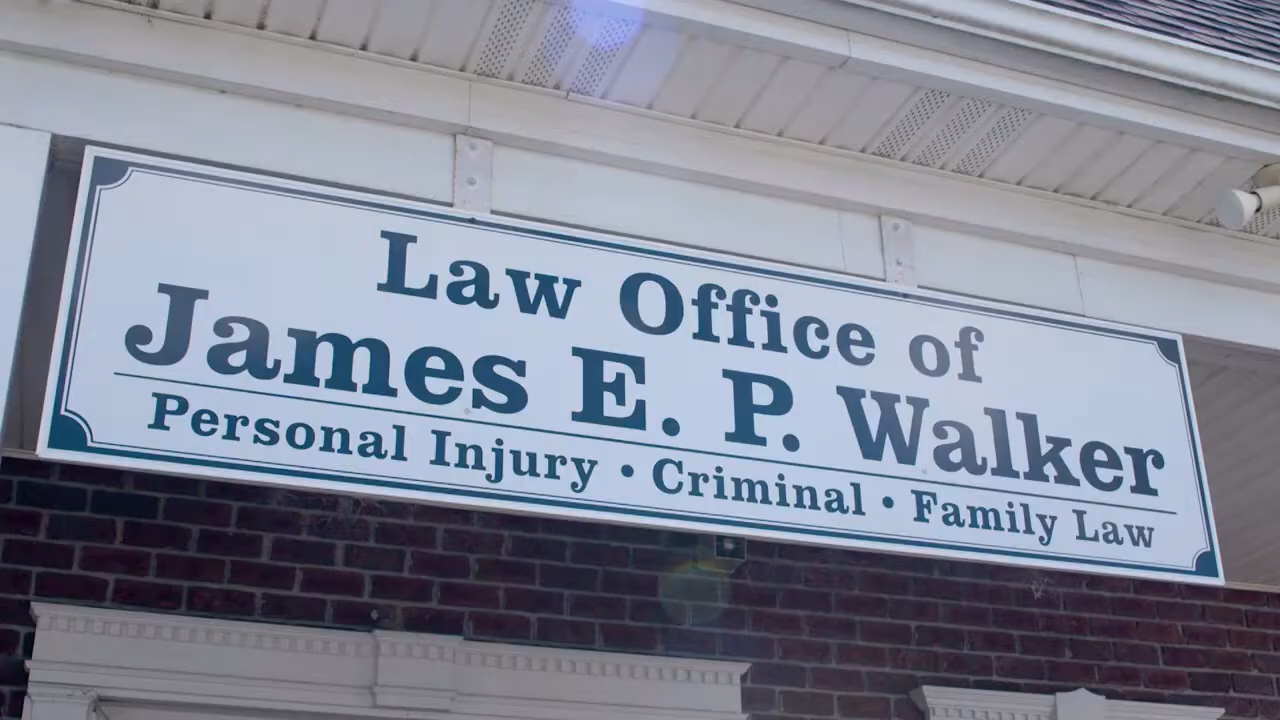 Law Office of
James E. P. Walker
Personal Injury • Criminal • Family Law